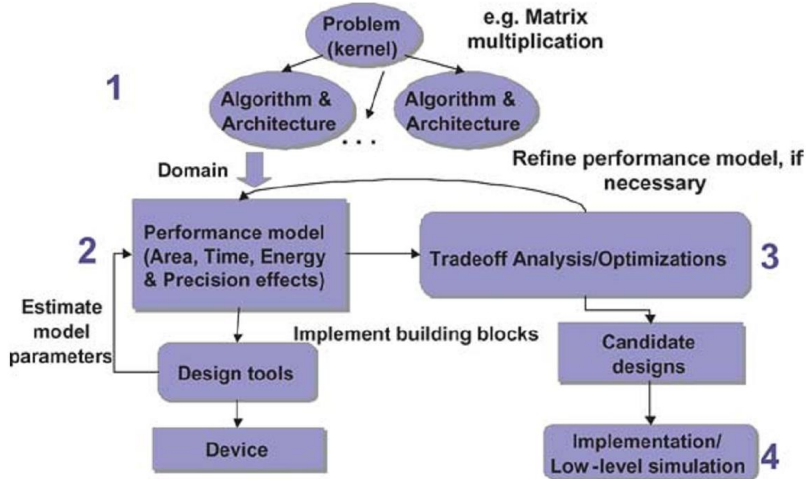 Problem
(kernel)
e.g. Matrix
multiplication
1
Algorithm &
Architecture
Algorithm &
Architecture
. . .
Domain
Refine performance model, if
necessary
2
Performance model
(Area, Time, Energy
& Precision effects)
Tradeoff Analysis/Optimizations
3
Estimate
model
parameters
Implement building blocks
Design tools
Candidate
designs
Device
Implementation/
Low-level simulation
4